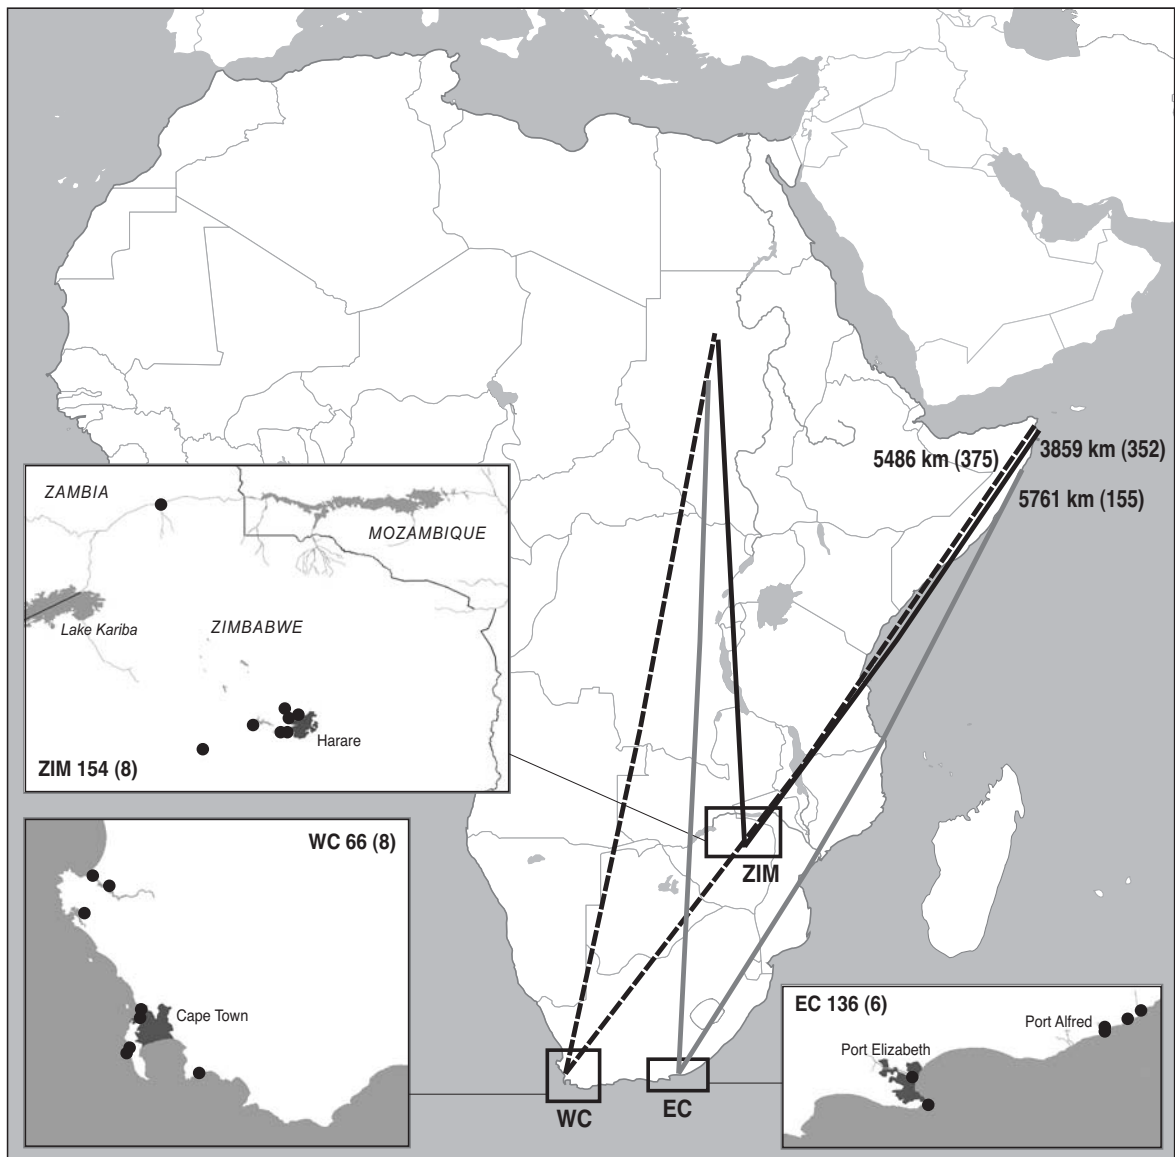 5486 km (375)
3859 km (352)
5761 km (155)
ZAMBIA
MOZAMBIQUE
Lake Kariba
ZIMBABWE
Harare
ZIM 154 (8)
ZIM
WC 66 (8)
Cape Town
EC 136 (6)
Port Alfred
Port Elizabeth
WC
EC